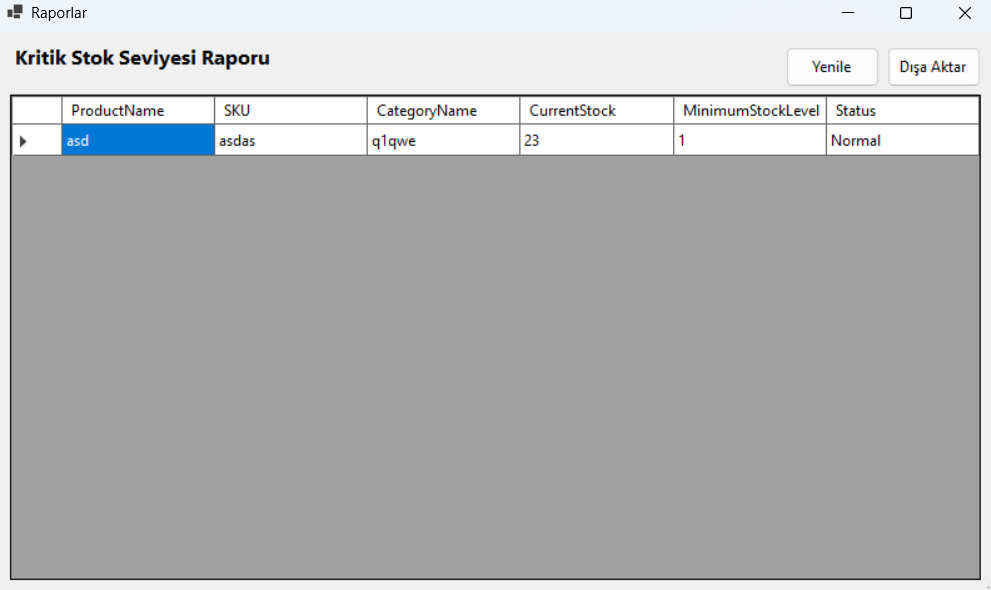 Raporlar
Kritik Stok Seviyesi Raporu
Yenile
Dışa Aktar
ProductName SKU CategoryName CurrentStock MinimumStockLevel Status
asd asdas q1qwe 23 1 Normal